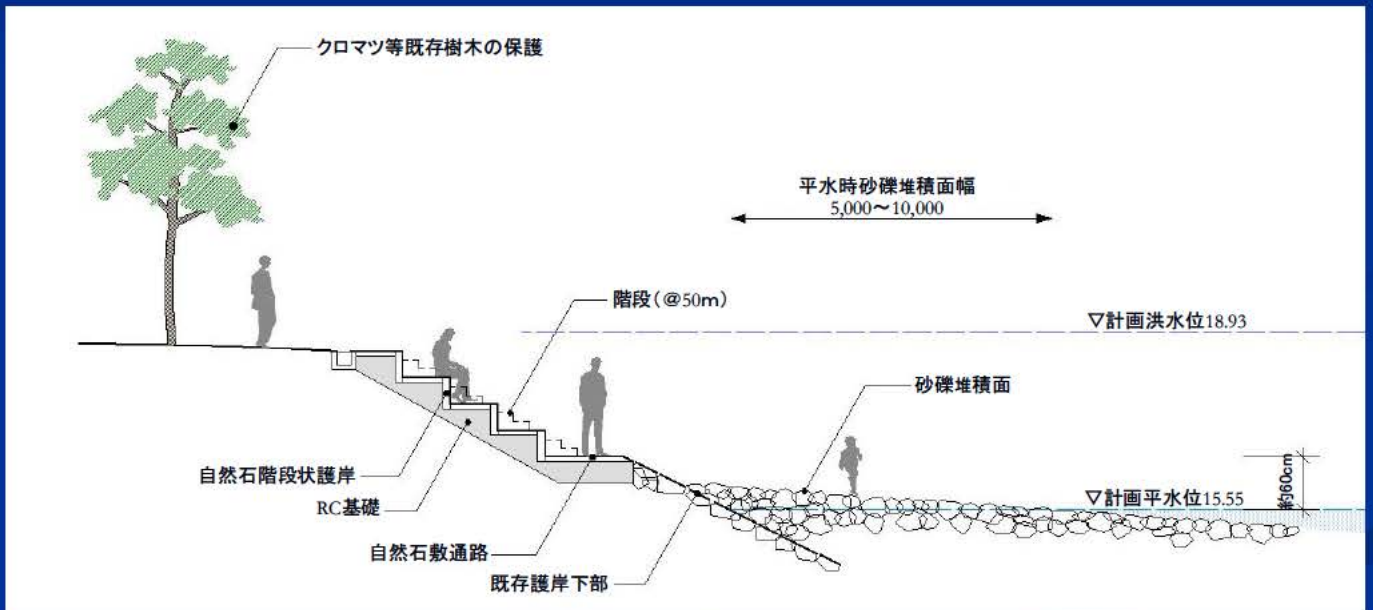 クロマツ等既存樹木の保護
平水時砂礫堆積面幅
5,000～10,000
階段（＠50m）
▽計画洪水位18.93
砂礫堆積面
自然石階段状護岸
▽計画平水位15.55
約60cm
RC基礎
自然石敷通路
既存護岸下部